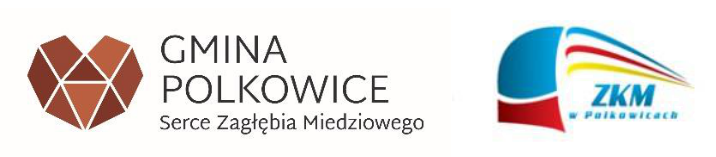 GMINA
POLKOWICE
Serce Zagłębia Miedziowego
ZKM
w Polkowicach